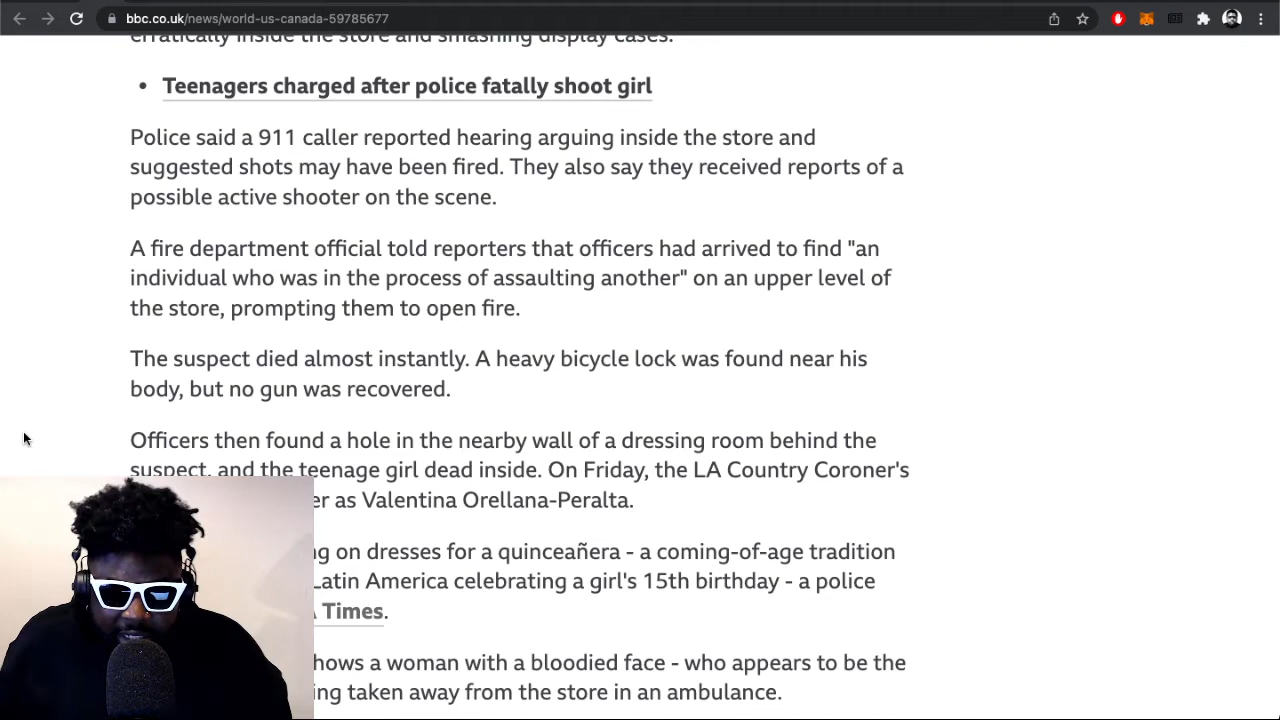 bbc.co.uk/news/world-us-canada-59785677
erratically inside the store and smashing display cases.
• Teenagers charged after police fatally shoot girl
Police said a 911 caller reported hearing arguing inside the store and
suggested shots may have been fired. They also say they received reports of a
possible active shooter on the scene.
A fire department official told reporters that officers had arrived to find "an
individual who was in the process of assaulting another" on an upper level of
the store, prompting them to open fire.
The suspect died almost instantly. A heavy bicycle lock was found near his
body, but no gun was recovered.
Officers then found a hole in the nearby wall of a dressing room behind the
suspect, and the teenage girl dead inside. On Friday, the LA Country Coroner's
as Valentina Orellana-Peralta.
on dresses for a quinceañera - a coming-of-age tradition
Latin America celebrating a girl's 15th birthday - a police
Times.
a woman with a bloodied face - who appears to be the
taken away from the store in an ambulance.